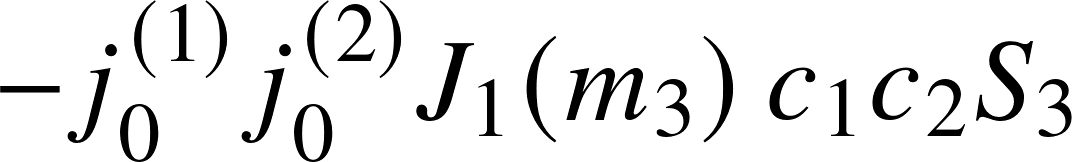 $-j_0^{(1)} j_0^{(2)} J_1(m_3) c_1 c_2 S_3$